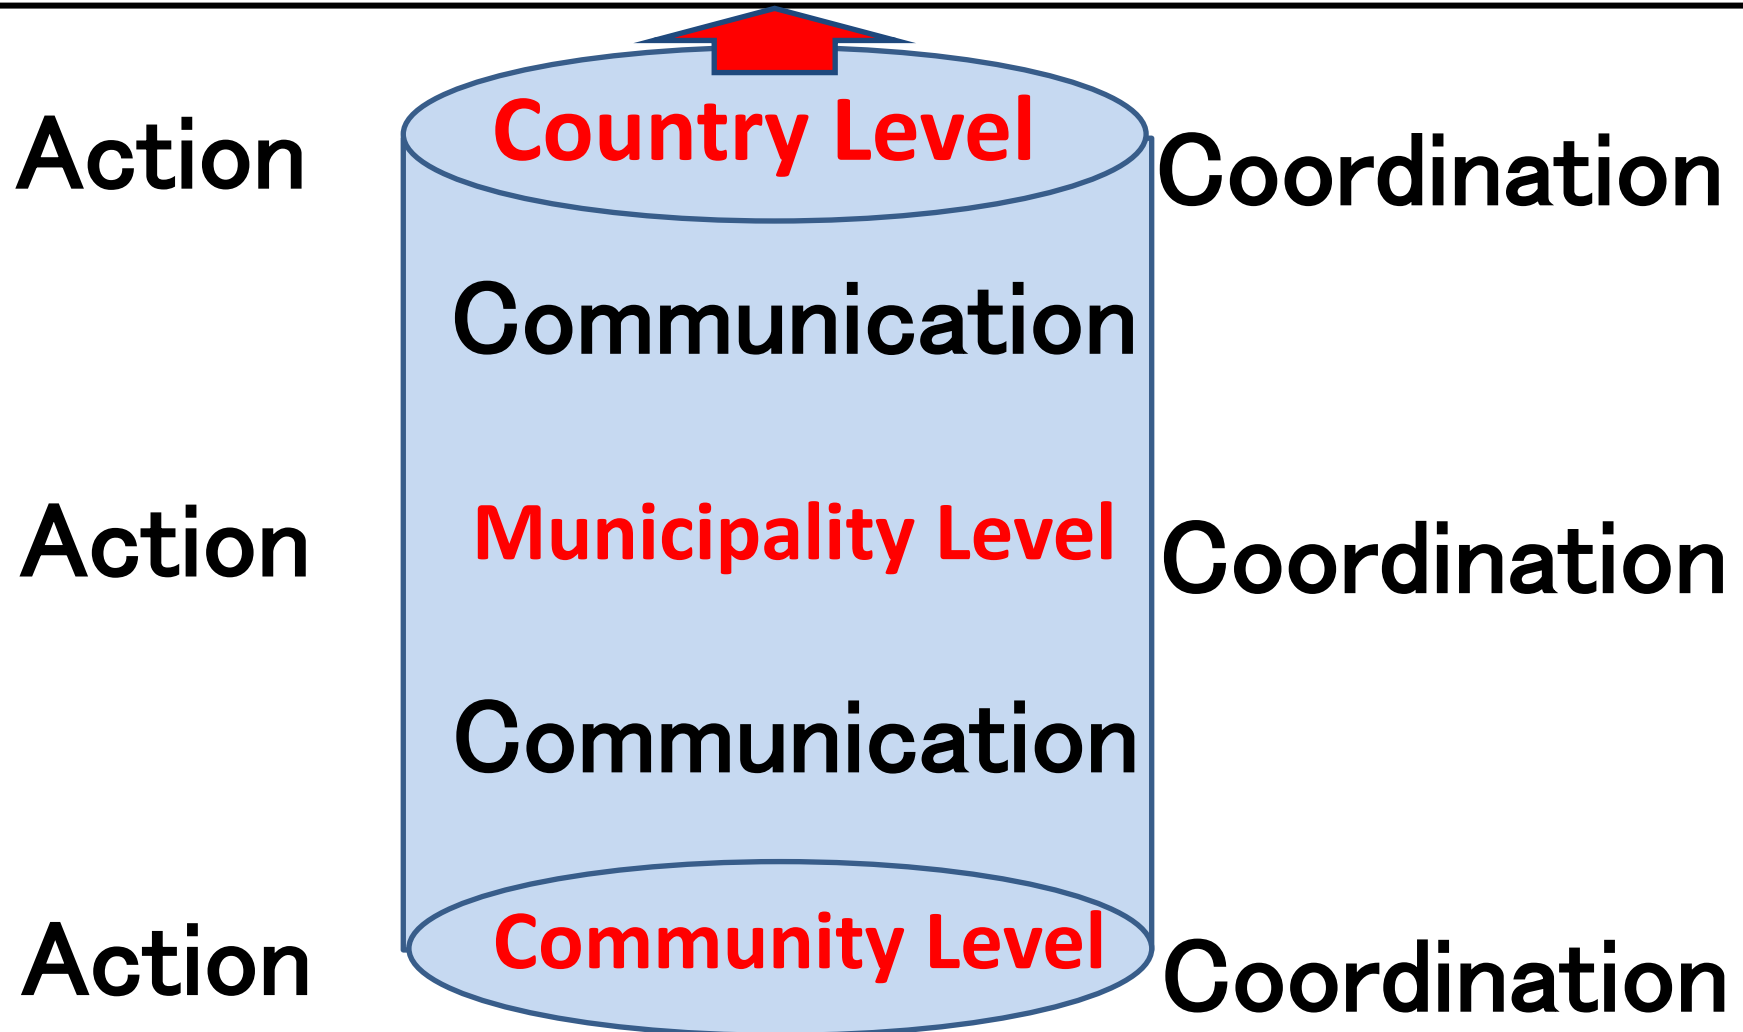 Country Level
Action
Coordination
Communication
Municipality Level
Action
Coordination
Communication
Community Level
Action
Coordination